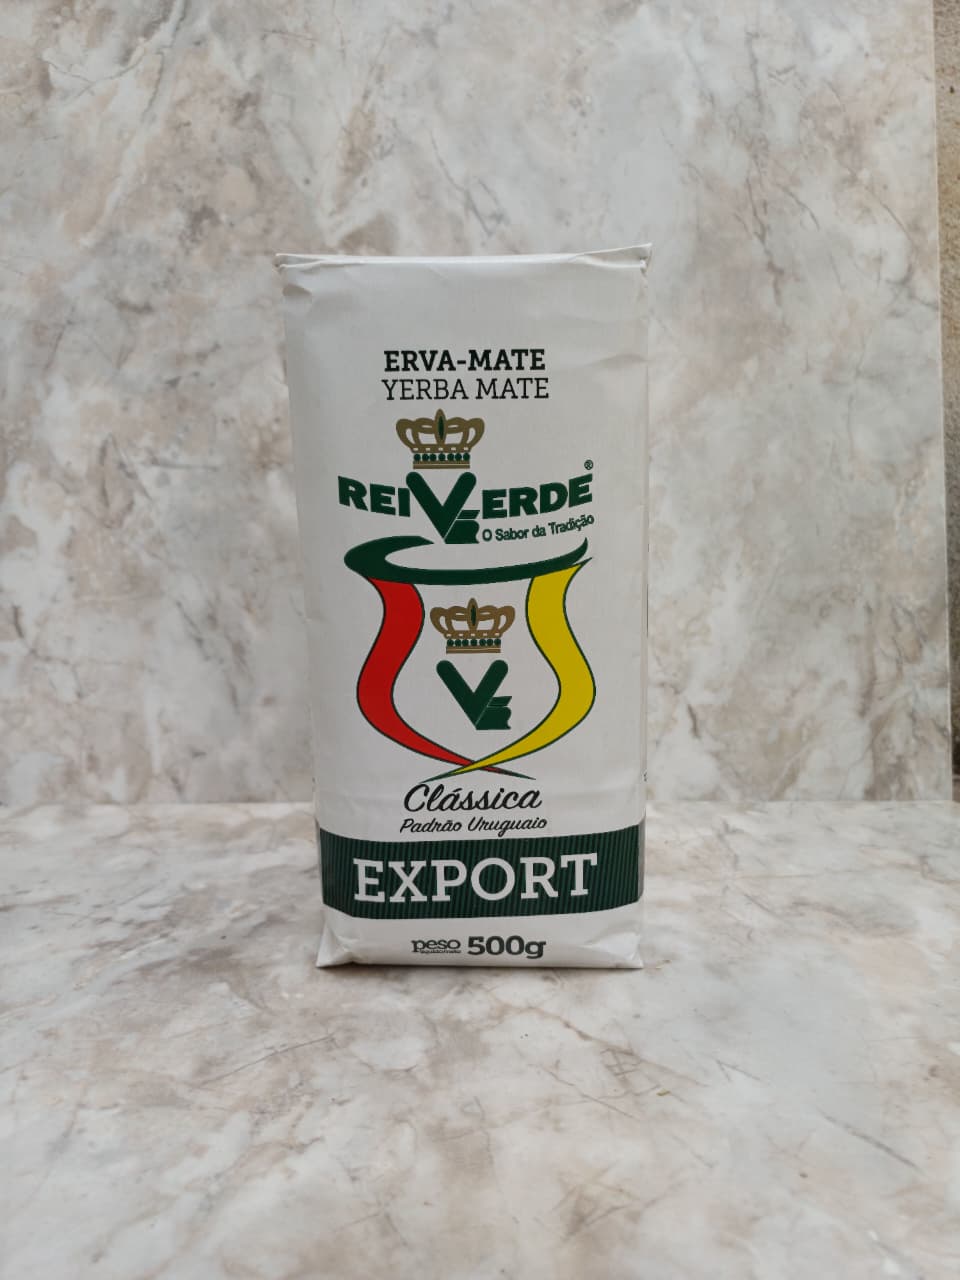 ERVA-MATE
YERBA MATE
REIVERDE®
O Sabor da Tradição
Clássica
Padrão Uruguaio
EXPORT
peso 500g